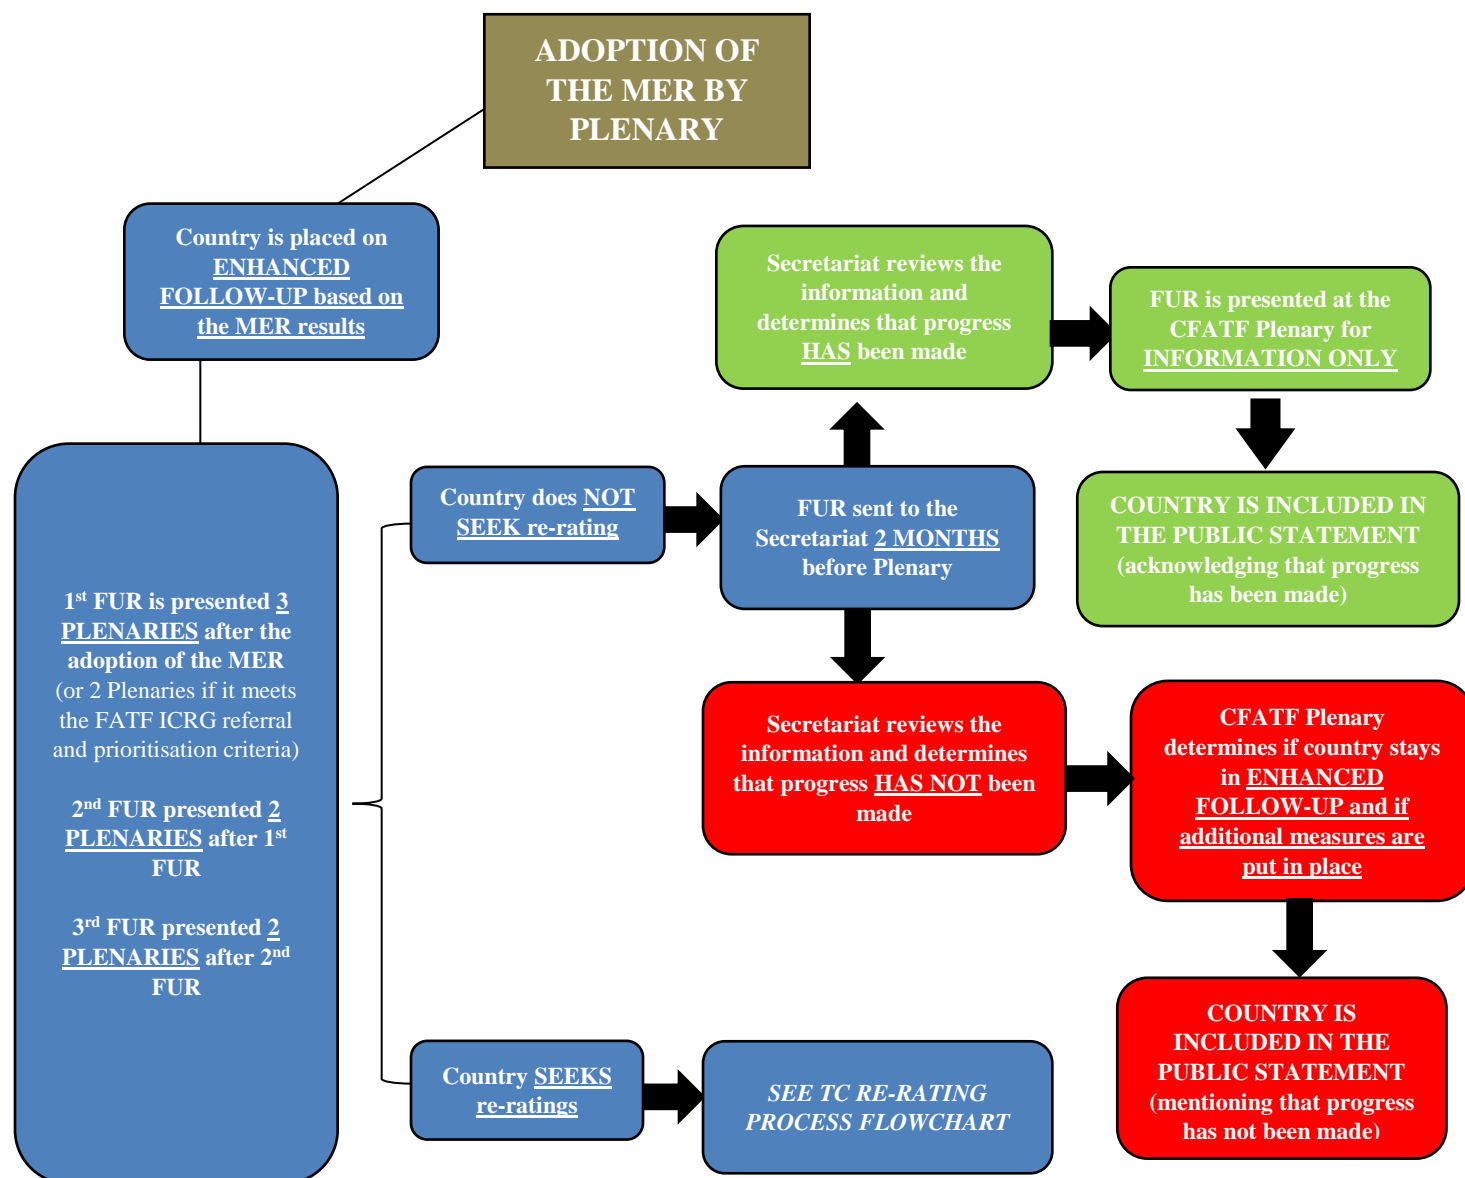 ADOPTION OF
THE MER BY
PLENARY
Country is placed on
ENHANCED
FOLLOW-UP based on
the MER results
1st FUR is presented 3
PLENARIES after the
adoption of the MER
(or 2 Plenaries if it meets
the FATF ICRG referral
and prioritisation criteria)
2nd FUR presented 2
PLENARIES after 1st
FUR
3rd FUR presented 2
PLENARIES after 2nd
FUR
Country does NOT
SEEK re-rating
FUR sent to the
Secretariat 2 MONTHS
before Plenary
Secretariat reviews the
information and
determines that progress
HAS been made
FUR is presented at the
CFATF Plenary for
INFORMATION ONLY
COUNTRY IS INCLUDED IN
THE PUBLIC STATEMENT
(acknowledging that progress
has been made)
Secretariat reviews the
information and determines
that progress HAS NOT been
made
CFATF Plenary
determines if country stays
in ENHANCED
FOLLOW-UP and if
additional measures are
put in place
COUNTRY IS
INCLUDED IN THE
PUBLIC STATEMENT
(mentioning that progress
has not been made)
Country SEEKS
re-ratings
SEE TC RE-RATING
PROCESS FLOWCHART